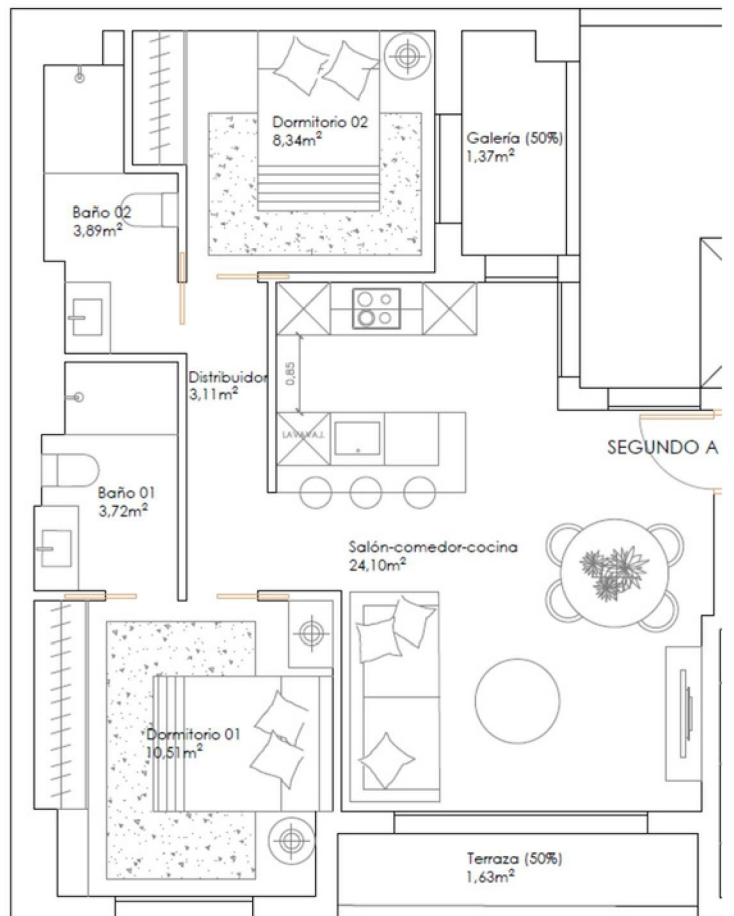 Dormitorio 02
8,34m²
Galería (50%)
1,37m²
Baño 02
3,89m²
Distribuidor
3,11m²
0,85
LAVAVAJ.
SEGUNDO A
Baño 01
3,72m²
Salón-comedor-cocina
24,10m²
Dormitorio 01
10,51m²
Terraza (50%)
1,63m²